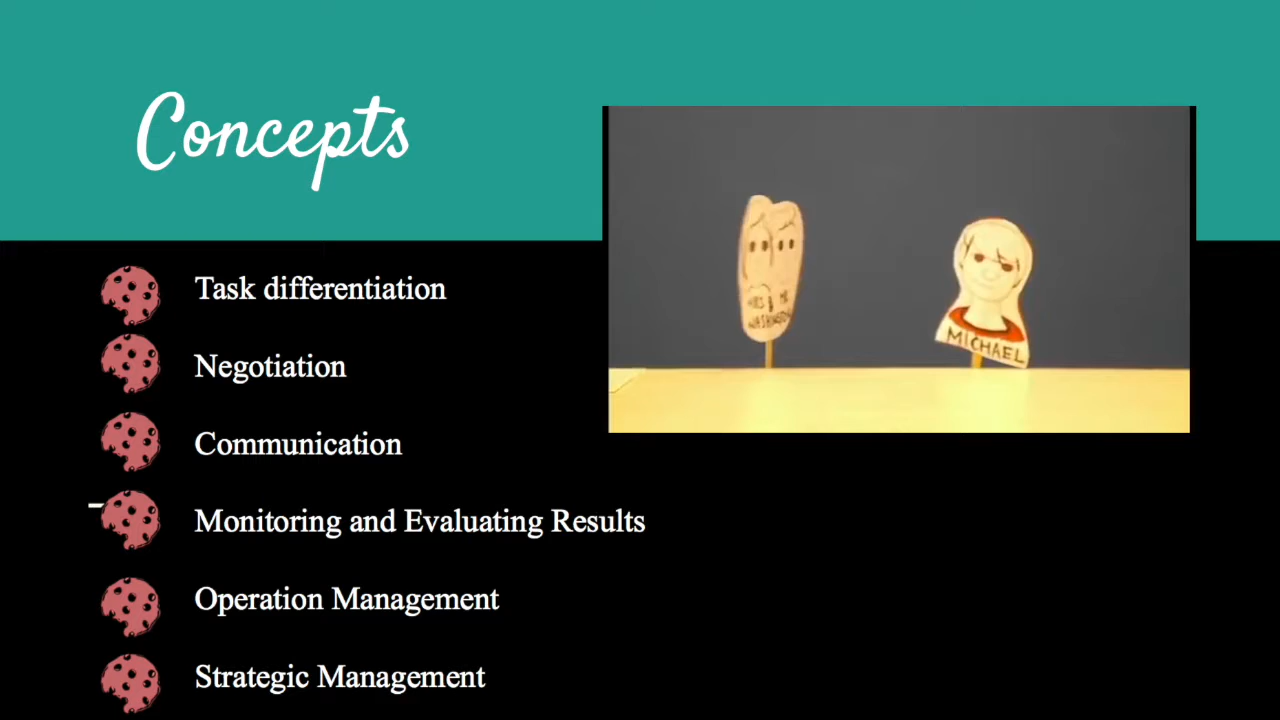 Concepts
Task differentiation
Negotiation
Communication
Monitoring and Evaluating Results
Operation Management
Strategic Management
MICHAEL